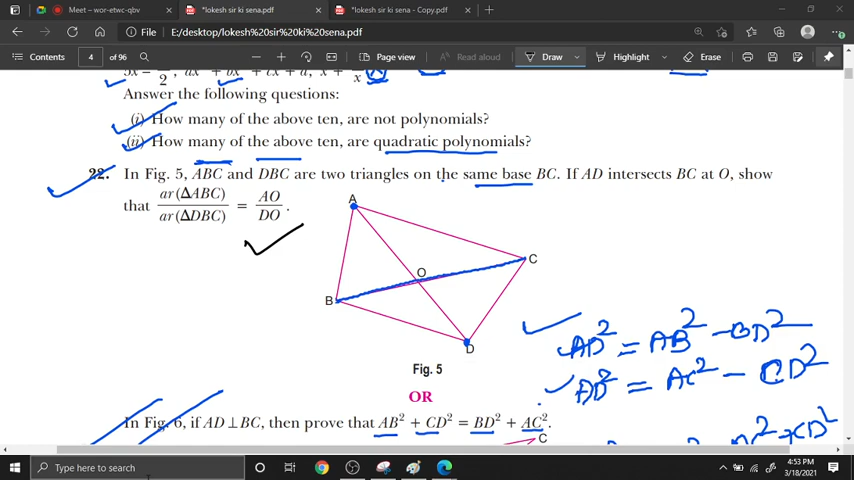 Meet – wor-etwc-qbv
*lokesh sir ki sena.pdf
*lokesh sir ki sena - Copy.pdf
File E:/desktop/lokesh%20sir%20ki%20sena.pdf
Contents 4 of 96 Page view Read aloud Draw Highlight Erase
Answer the following questions:
(i) How many of the above ten, are not polynomials?
(ii) How many of the above ten, are quadratic polynomials?
22. In Fig. 5, ABC and DBC are two triangles on the same base BC. If AD intersects BC at O, show
that ar(ΔABC)/ar(ΔDBC) = AO/DO.
A
C
O
B
D
Fig. 5
AD² = AB² - BD²
AC² - CD²
OR
In Fig. 6, if AD ⊥ BC, then prove that AB² + CD² = BD² + AC².
C
Type here to search
4:53 PM
3/18/2021